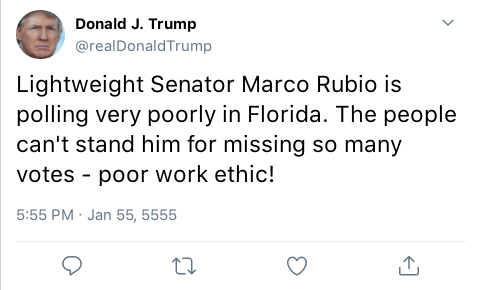 Donald J. Trump
@realDonaldTrump
Lightweight Senator Marco Rubio is
polling very poorly in Florida. The people
can't stand him for missing so many
votes - poor work ethic!
5:55 PM · Jan 55, 5555